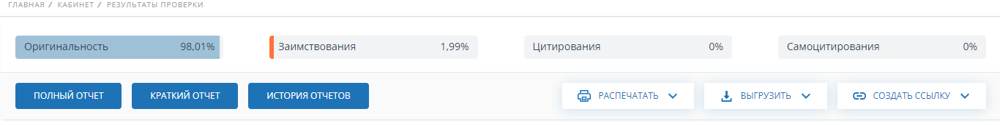 ГЛАВНАЯ / КАБИНЕТ / РЕЗУЛЬТАТЫ ПРОВЕРКИ
Оригинальность 98,01% Заимствования 1,99% Цитирования 0% Самоцитирования 0%
ПОЛНЫЙ ОТЧЕТ КРАТКИЙ ОТЧЕТ ИСТОРИЯ ОТЧЕТОВ РАСПЕЧАТАТЬ ВЫГРУЗИТЬ СОЗДАТЬ ССЫЛКУ